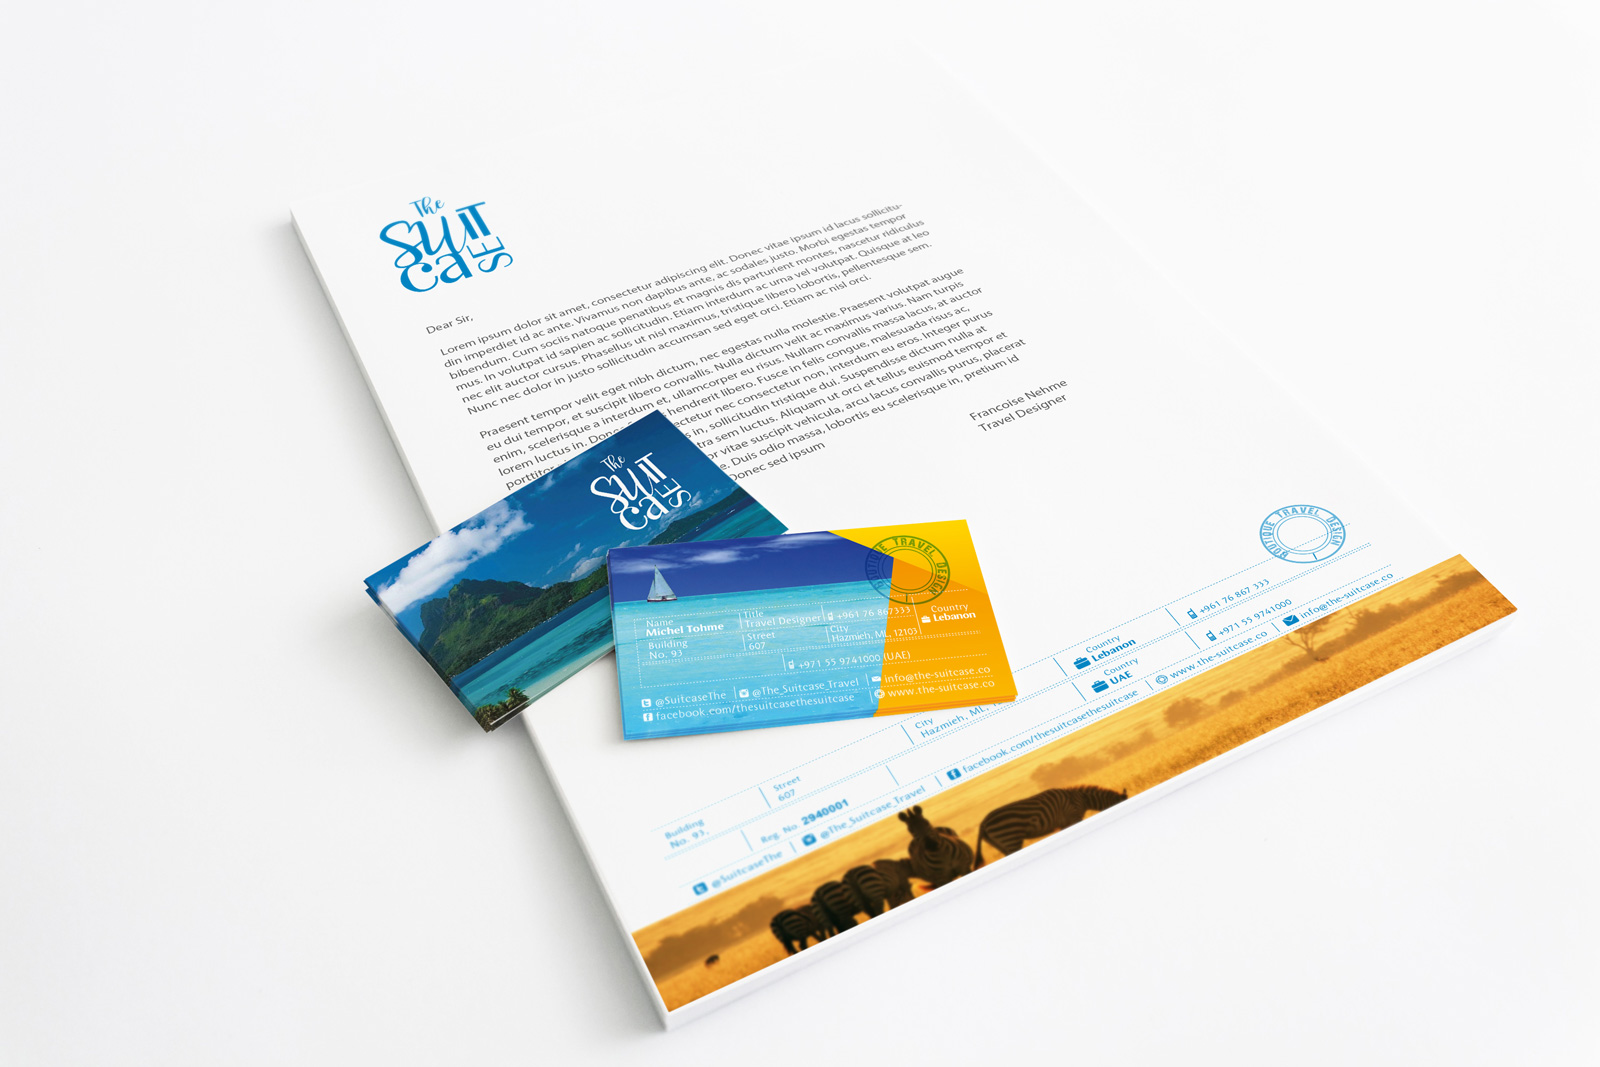 The
SUIT
CASE
Dear Sir,
Lorem ipsum dolor sit amet, consectetur adipiscing elit. Donec vitae ipsum id lacus sollicitu-
din imperdiet id ac ante. Vivamus non dapibus ante, ac sodales justo. Morbi egestas tempor
bibendum. Cum sociis natoque penatibus et magnis dis parturient montes, nascetur ridiculus
mus. In volutpat id sapien ac sollicitudin. Etiam interdum ac urna vel volutpat. Quisque at leo
nec elit auctor cursus. Phasellus ut nisl maximus, tristique libero lobortis, pellentesque sem.
Nunc nec dolor in justo sollicitudin accumsan sed eget orci. Etiam ac nisl orci.
Praesent tempor velit eget nibh dictum, nec egestas nulla molestie. Praesent volutpat augue
eu dui tempor, et suscipit libero convallis. Nulla dictum velit ac maximus varius. Nam turpis
enim, scelerisque a interdum et, ullamcorper eu risus. Nullam convallis massa lacus, at auctor
lorem luctus in. Donec hendrerit libero. Fusce in felis congue, malesuada risus ac,
porttitor nec consectetur non, interdum eu eros. Integer purus
in, sollicitudin tristique dui. Suspendisse dictum nulla at
sem luctus. Aliquam ut orci et tellus euismod tempor et
vitae suscipit vehicula, arcu lacus convallis purus, placerat
Duis odio massa, lobortis eu scelerisque in, pretium id
Donec sed ipsum
Francoise Nehme
Travel Designer
The
SUIT
CASE
BOUTIQUE TRAVEL DESIGN
Name
Michel Tohme
Title
Travel Designer
+961 76 867333
Country
Lebanon
Building
No. 93
Street
607
City
Hazmieh, ML, 12103
+971 55 9741000 (UAE)
@SuitcaseThe
@The_Suitcase_Travel
info@the-suitcase.co
facebook.com/thesuitcasethesuitcase
www.the-suitcase.co
BOUTIQUE TRAVEL DESIGN
Building
No. 93,
Street
607
City
Hazmieh, ML,
Country
Lebanon
+961 76 867 333
Reg. No. 2940001
Country
UAE
+971 55 9741000
info@the-suitcase.co
@SuitcaseThe
@The_Suitcase_Travel
facebook.com/thesuitcasethesuitcase
www.the-suitcase.co